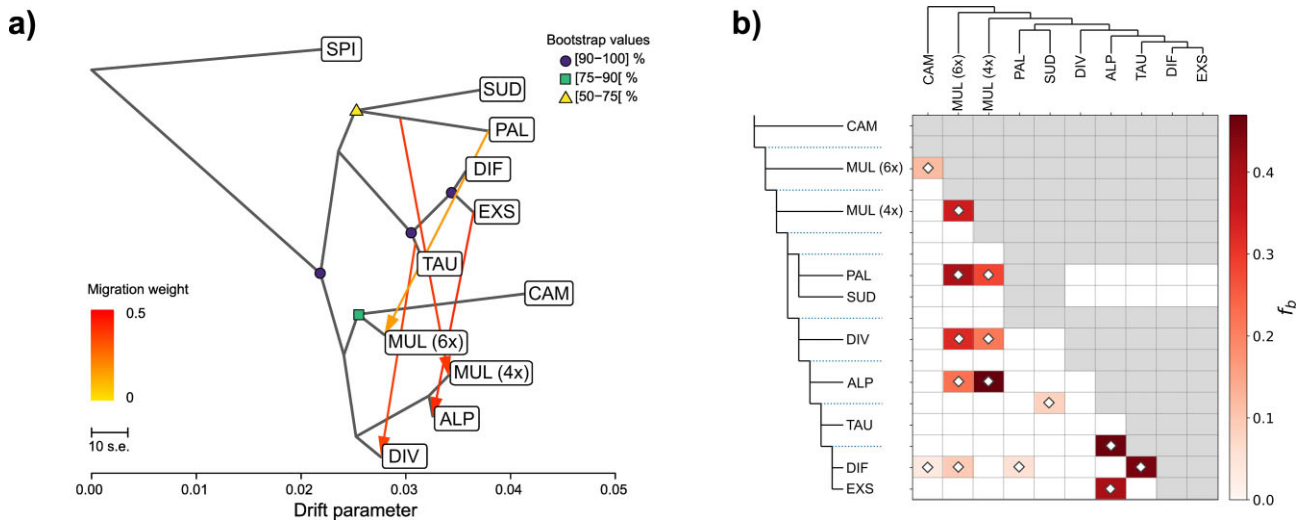 a)
SPI
Bootstrap values
[90−100] %
[75−90[ %
[50−75[ %
SUD
PAL
DIF
EXS
TAU
CAM
MUL (6x)
MUL (4x)
ALP
DIV
Migration weight
0.5
0
10 s.e.
0.00 0.01 0.02 0.03 0.04 0.05
Drift parameter
b)
CAM
MUL (6x)
MUL (4x)
PAL
SUD
DIV
ALP
TAU
DIF
EXS
CAM
MUL (6x)
MUL (4x)
PAL
SUD
DIV
ALP
TAU
DIF
EXS
0.4
0.3
0.2
0.1
0.0
f_b